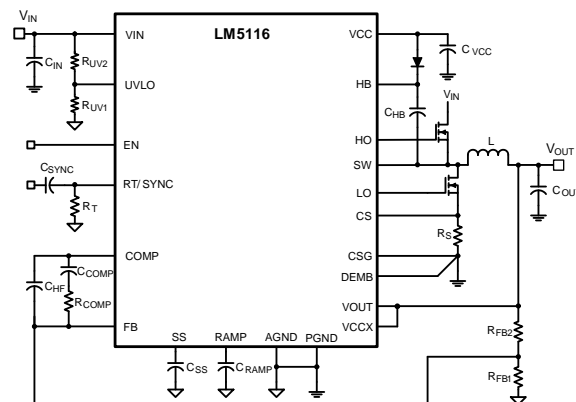 VIN
LM5116
VIN
VCC
CVCC
CIN
RUV2
UVLO
RUV1
HB
CHB
VIN
EN
HO
L
VOUT
SW
CSYNC
RT/SYNC
LO
COU
RT
CS
RS
COMP
CSG
CCOMP
DEMB
CHF
RCOMP
VOUT
FB
VCCX
RFB2
SS
RAMP
AGND
PGND
CSS
CRAMP
RFB1